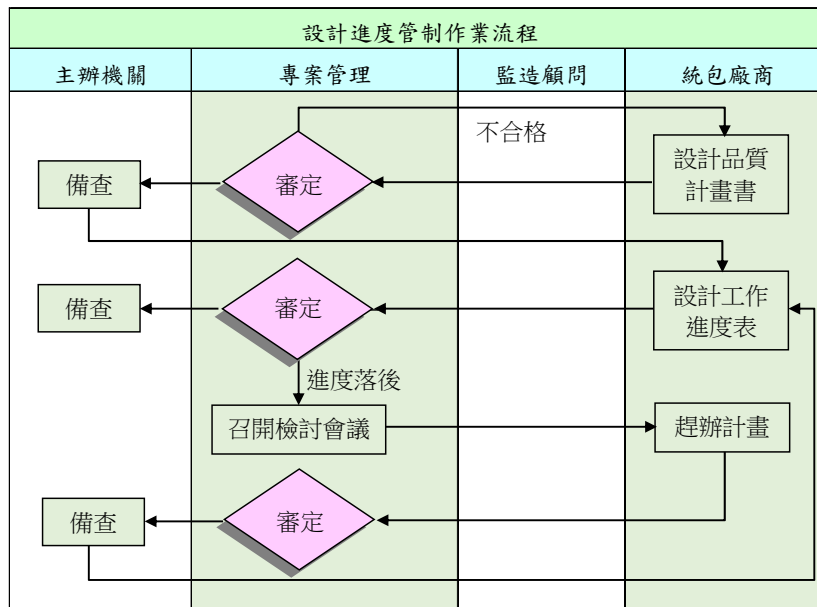 設計進度管制作業流程
主辦機關
專案管理
監造顧問
統包廠商
不合格
備查
審定
設計品質
計畫書
備查
審定
設計工作
進度表
進度落後
召開檢討會議
趕辦計畫
備查
審定